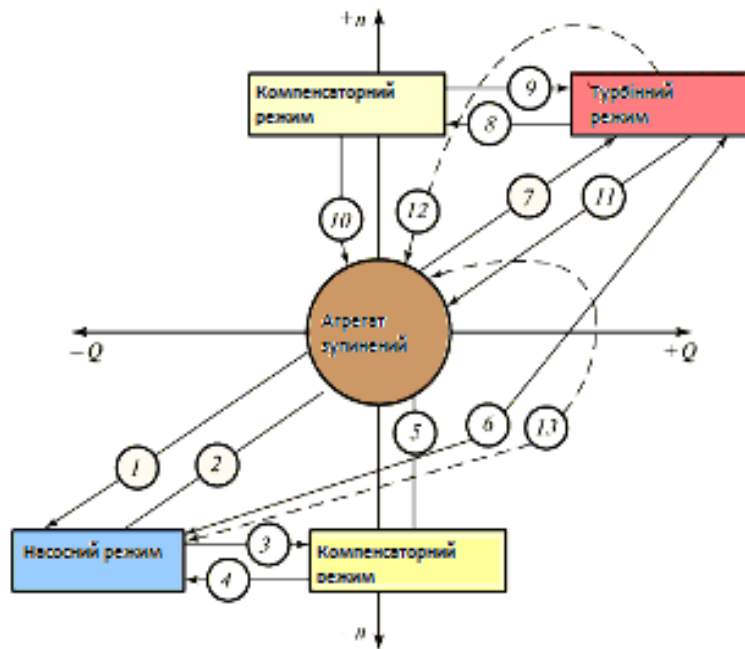 +n
Компенсаторний
режим
9
Турбінний
режим
8
7
11
10
12
Агрегат
зупинений
−Q
+Q
1
2
5
6
13
Насосний режим
3
Компенсаторний
режим
4
−n